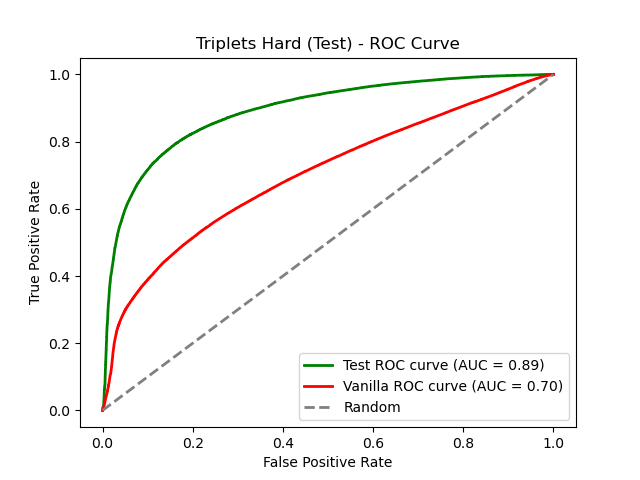 Triplets Hard (Test) - ROC Curve
True Positive Rate
1.0
0.8
0.6
0.4
0.2
0.0
Test ROC curve (AUC = 0.89)
Vanilla ROC curve (AUC = 0.70)
Random
0.0 0.2 0.4 0.6 0.8 1.0
False Positive Rate